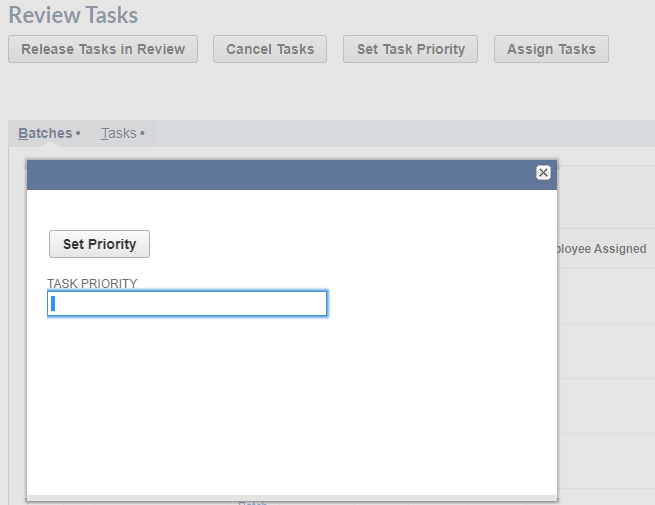 Review Tasks
Release Tasks in Review Cancel Tasks Set Task Priority Assign Tasks
Batches • Tasks •
Set Priority
ployee Assigned
TASK PRIORITY
Batch